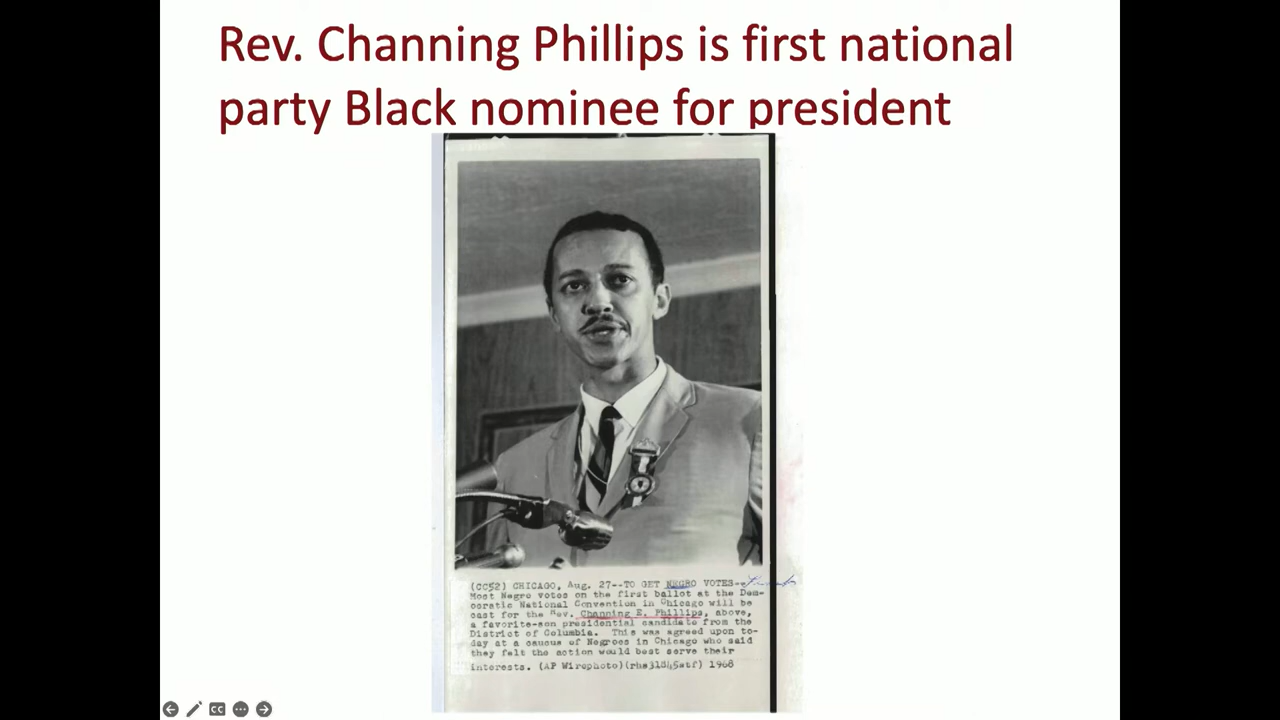 Rev. Channing Phillips is first national
party Black nominee for president
(CC52) CHICAGO, Aug. 27--TO GET NEGRO VOTES--
Most Negro votes on the first ballot at the Dem-
ocratic National Convention in Chicago will be
cast for the Rev. Channing E. Phillips, above,
a favorite-son presidential candidate from the
District of Columbia. This was agreed upon to-
day at a caucus of Negroes in Chicago who said
they felt the action would best serve their
interests. (AP Wirephoto)(rhs31845stf) 1968
CC